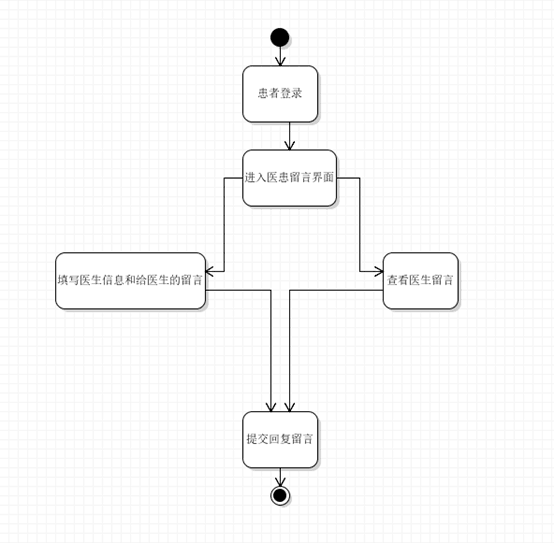 患者登录
进入医患留言界面
填写医生信息和给医生的留言
查看医生留言
提交回复留言